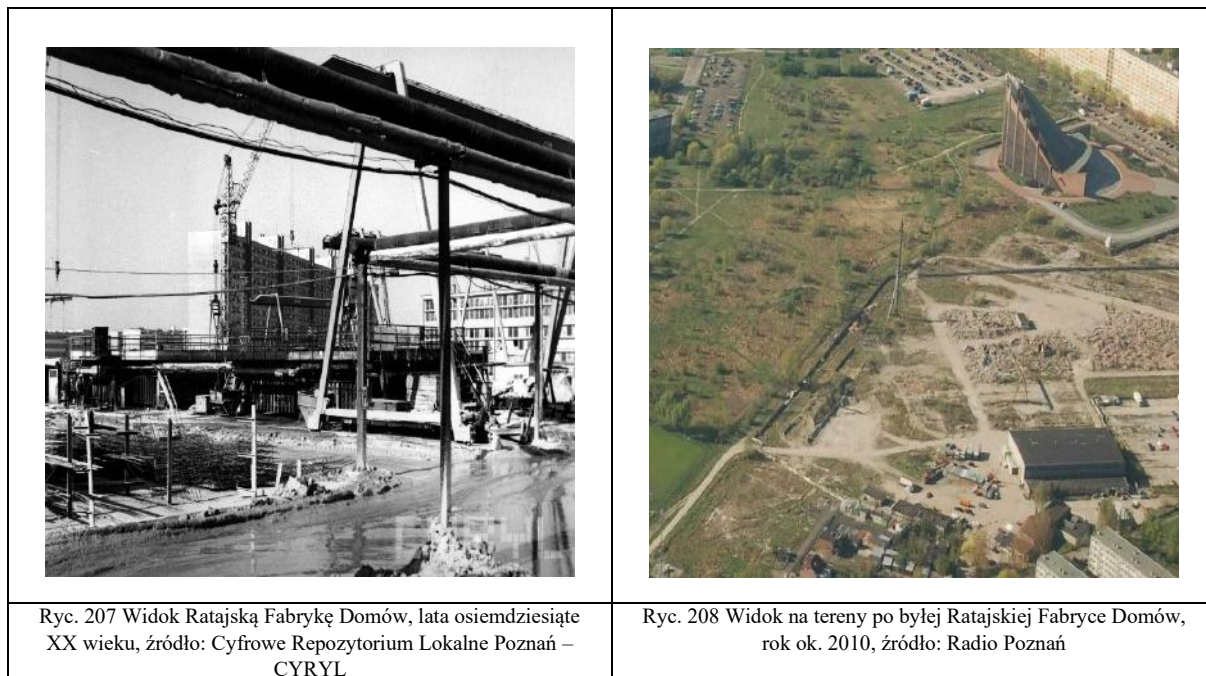 Ryc. 207 Widok Ratajską Fabrykę Domów, lata osiemdziesiąte
XX wieku, źródło: Cyfrowe Repozytorium Lokalne Poznań –
CYRYL
Ryc. 208 Widok na tereny po byłej Ratajskiej Fabryce Domów,
rok ok. 2010, źródło: Radio Poznań